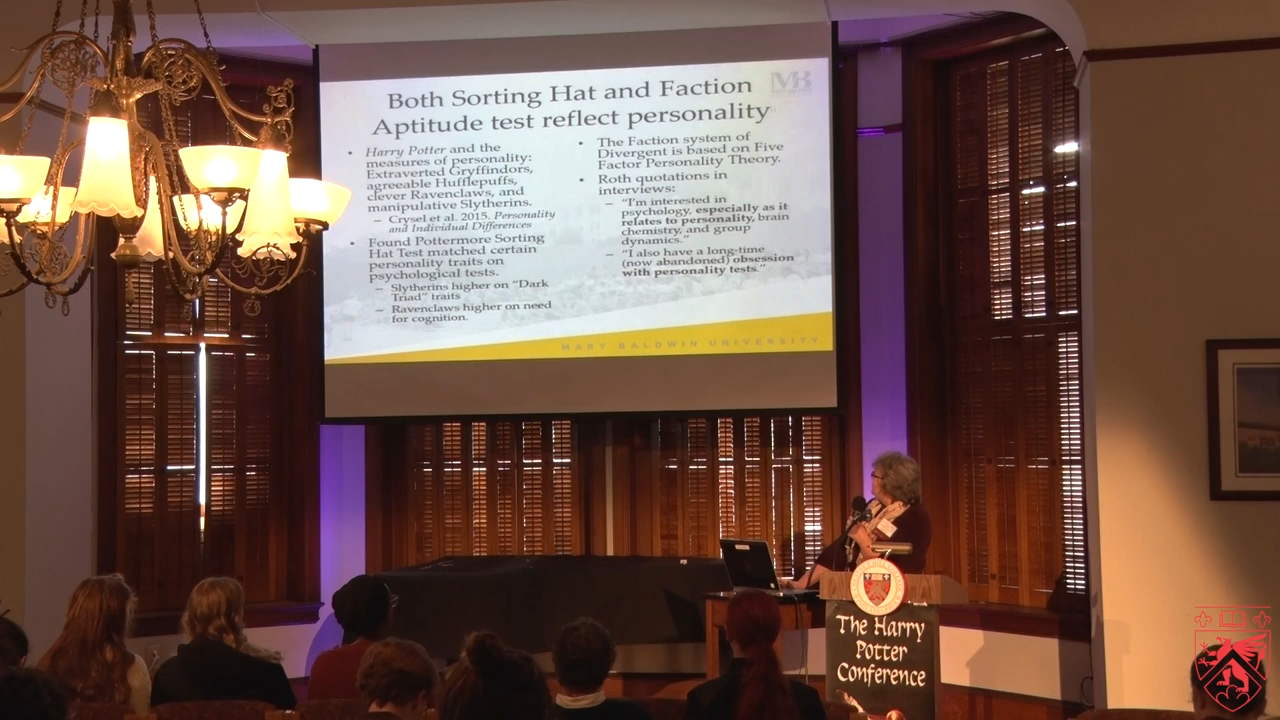 Both Sorting Hat and Faction
Aptitude test reflect personality
MB
• Harry Potter and the
measures of personality:
Extraverted Gryffindors,
agreeable Hufflepuffs,
clever Ravenclaws, and
manipulative Slytherins.
– Crysel et al. 2015. Personality
and Individual Differences
• Found Pottermore Sorting
Hat Test matched certain
personality traits on
psychological tests.
– Slytherins higher on “Dark
Triad” traits
– Ravenclaws higher on need
for cognition.
• The Faction system of
Divergent is based on Five
Factor Personality Theory.
• Roth quotations in
interviews:
– “I’m interested in
psychology, especially as it
relates to personality, brain
chemistry, and group
dynamics.”
– “I also have a long-time
(now abandoned) obsession
with personality tests.”
MARY BALDWIN UNIVERSITY
The Harry
Potter
Conference